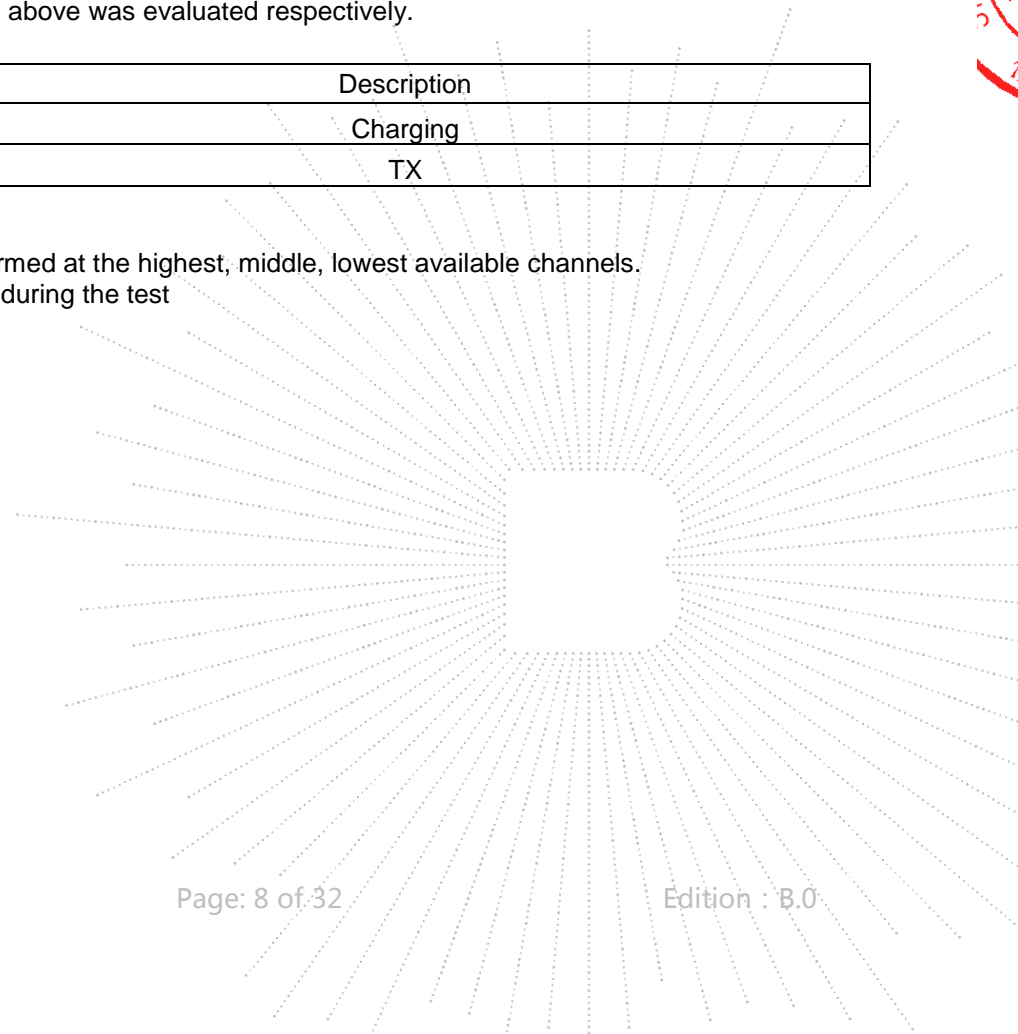 above was evaluated respectively.
Description
Charging
TX
rmed at the highest, middle, lowest available channels.
during the test
Page: 8 of 32 Edition : B.0